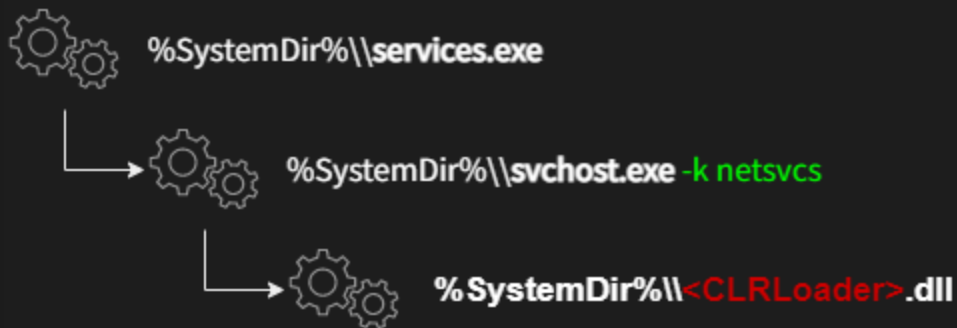 %SystemDir%\\services.exe
%SystemDir%\\svchost.exe -k netsvcs
%SystemDir%\\<CLRLoader>.dll